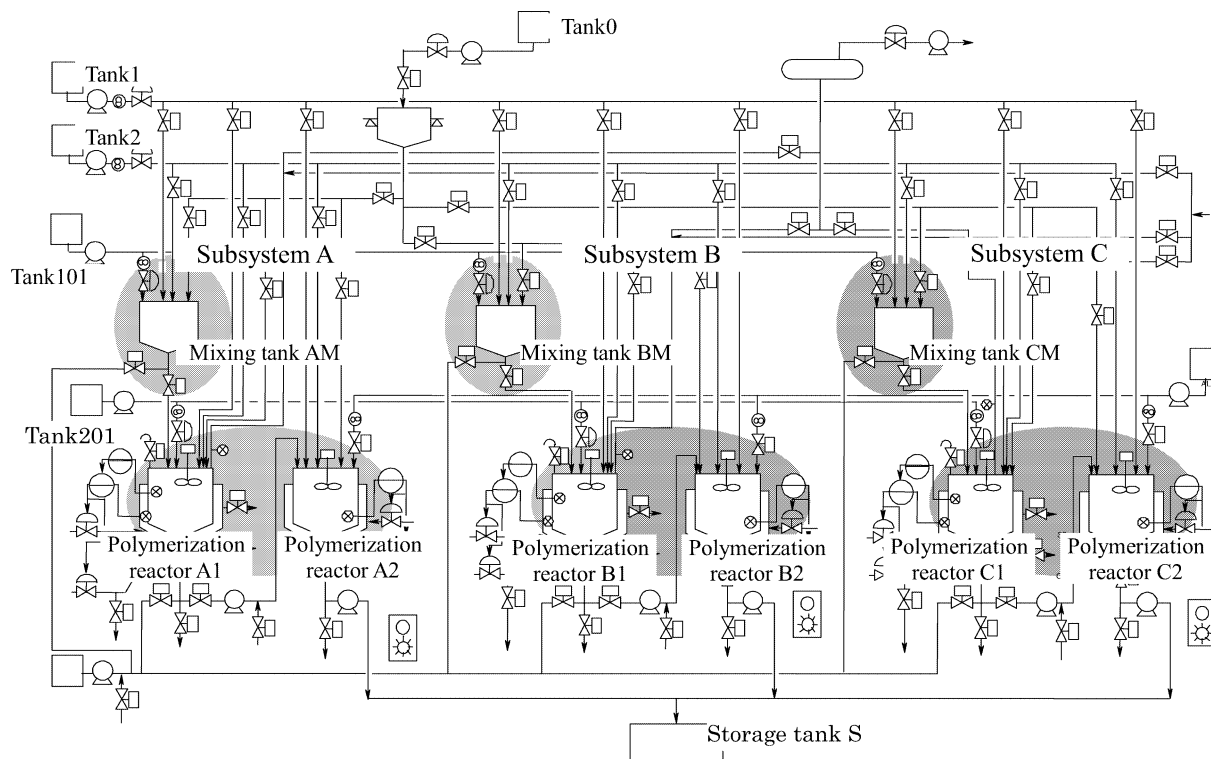 Tank0
Tank1
Tank2
Subsystem A
Subsystem B
Subsystem C
Tank101
Mixing tank AM
Mixing tank BM
Mixing tank CM
Tank201
Polymerization
reactor A1
Polymerization
reactor A2
Polymerization
reactor B1
Polymerization
reactor B2
Polymerization
reactor C1
Polymerization
reactor C2
Storage tank S